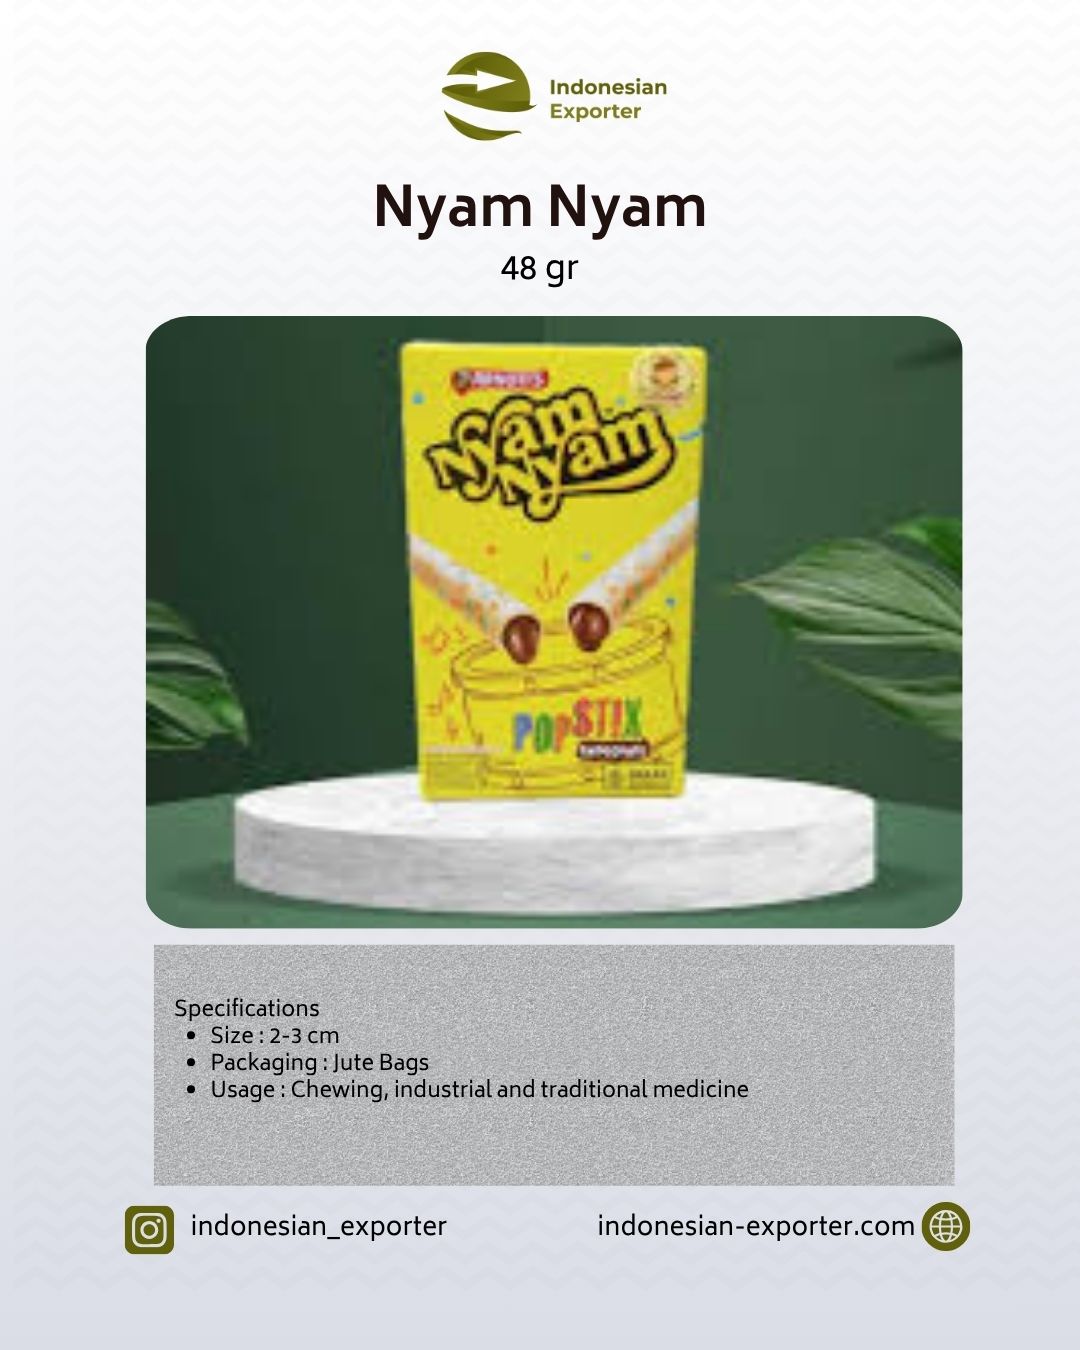 Indonesian
Exporter
Nyam Nyam
48 gr
ARNOTT'S
Nyam
Nyam
POPSTIX
Specifications
• Size : 2-3 cm
• Packaging : Jute Bags
• Usage : Chewing, industrial and traditional medicine
indonesian_exporter
indonesian-exporter.com